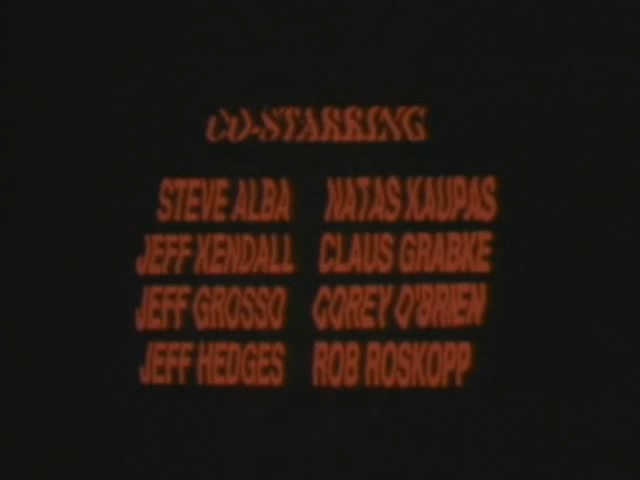 CO-STARRING
STEVE ALBA NATAS KAUPAS
JEFF KENDALL CLAUS GRABKE
JEFF GROSSO COREY O'BRIEN
JEFF HEDGES ROB ROSKOPP